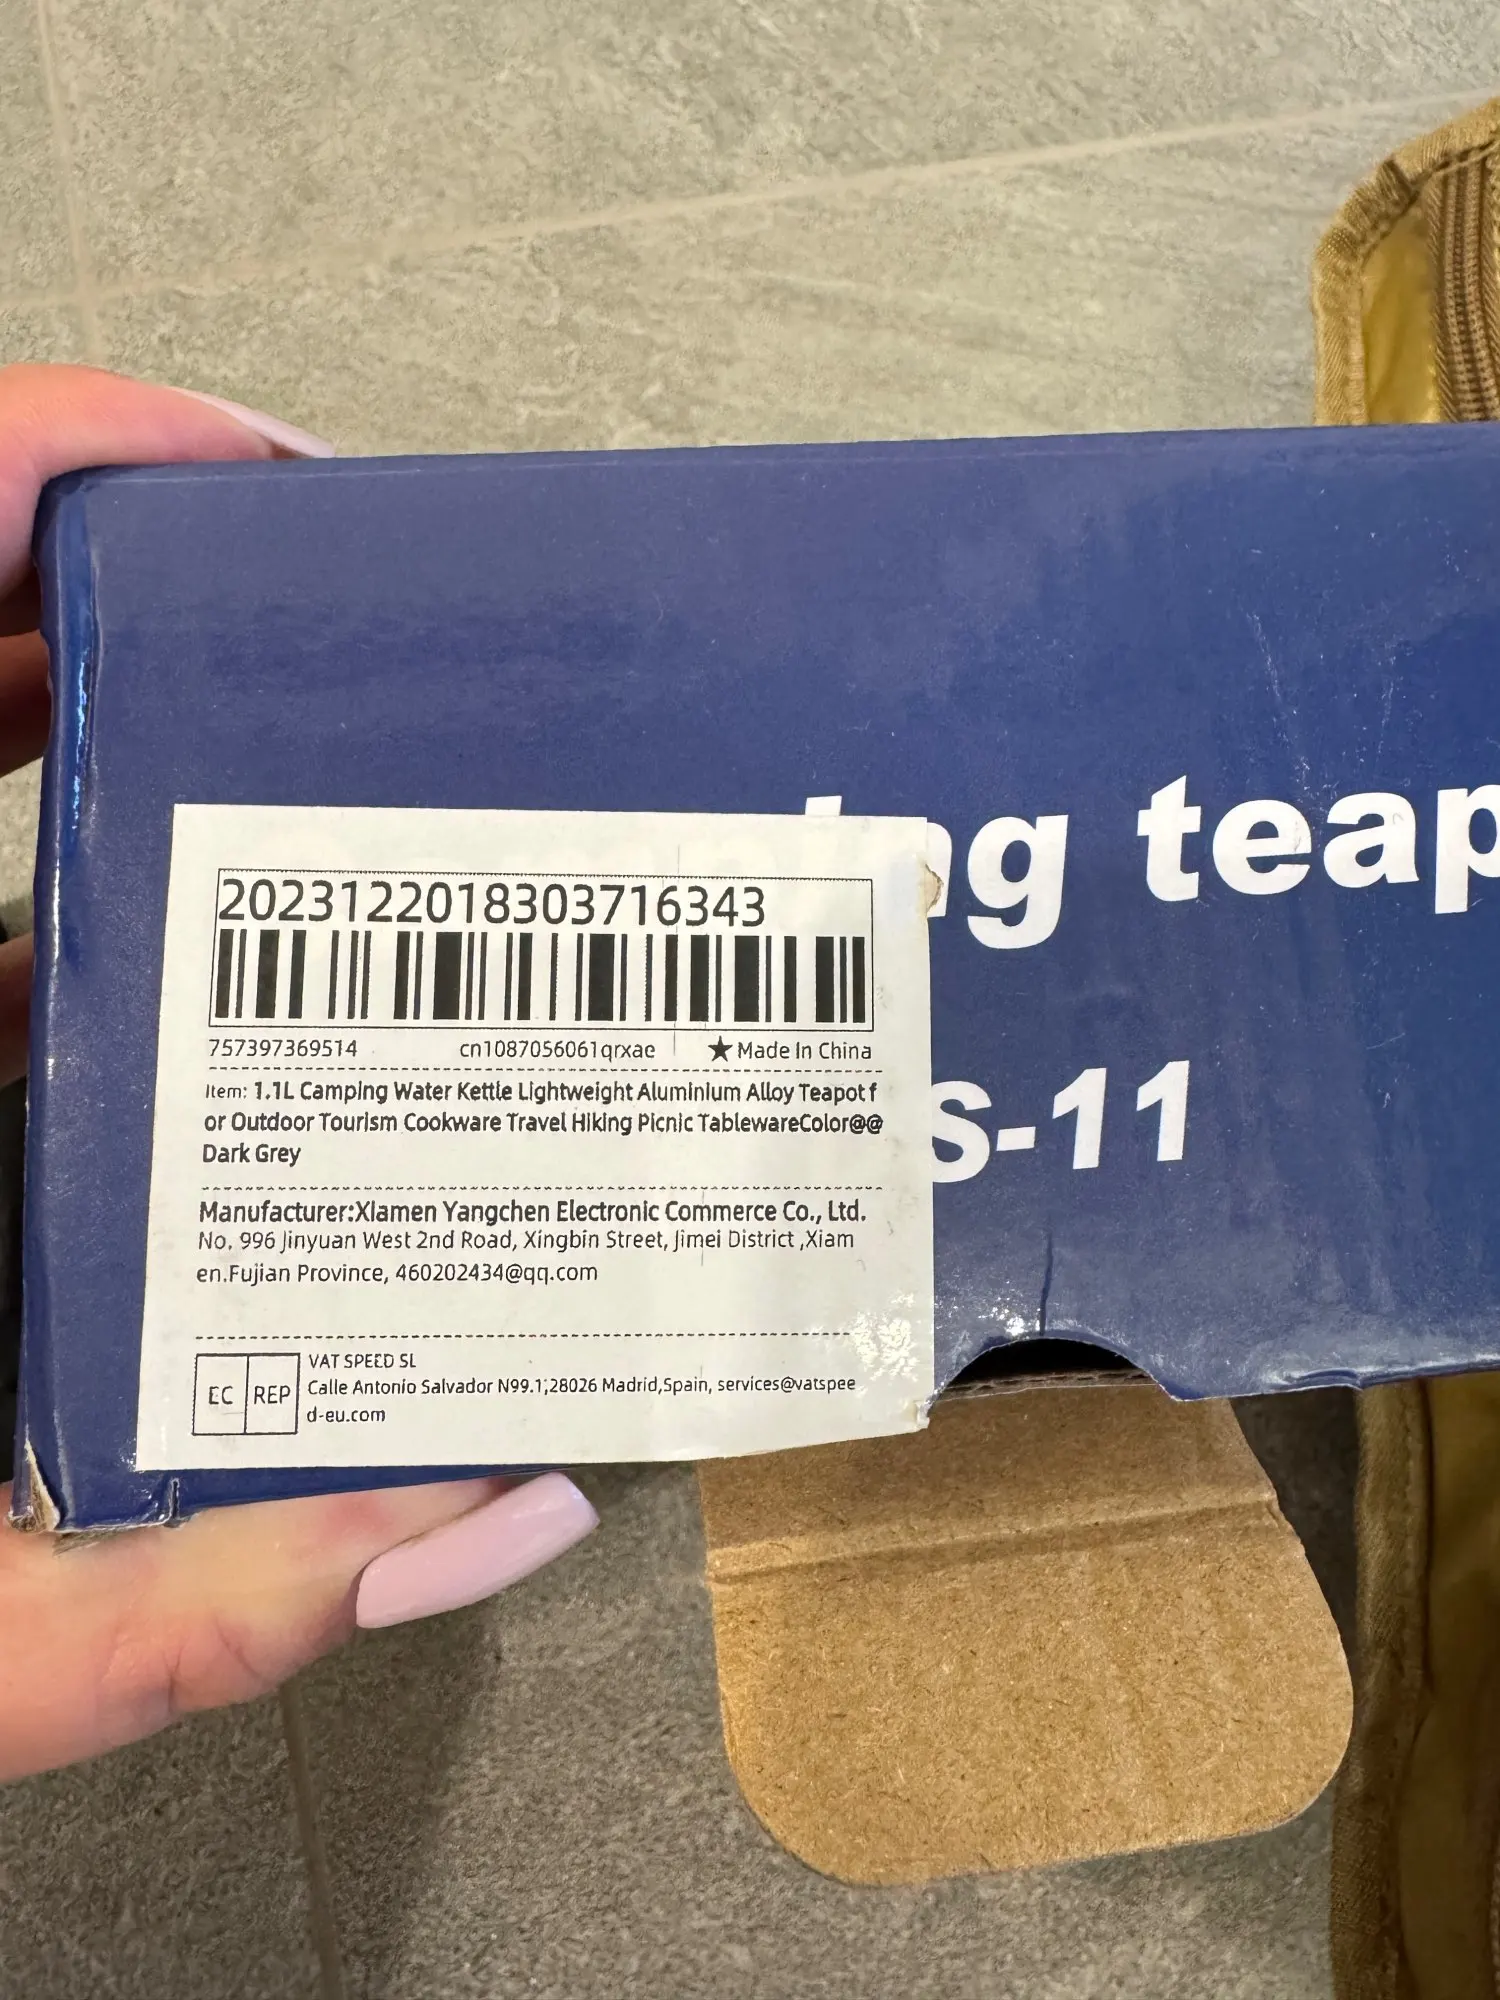 ng teap
2023122018303716343
757397369514 cn1087056061qrxae ★Made In China
Item: 1.1L Camping Water Kettle Lightweight Aluminium Alloy Teapot f
or Outdoor Tourism Cookware Travel Hiking Picnic TablewareColor@@
Dark Grey
S-11
Manufacturer:Xiamen Yangchen Electronic Commerce Co., Ltd.
No. 996 Jinyuan West 2nd Road, Xingbin Street, Jimei District ,Xiam
en.Fujian Province, 460202434@qq.com
EC REP
VAT SPEED SL
Calle Antonio Salvador N99.1,28026 Madrid,Spain, services@vatspee
d-eu.com